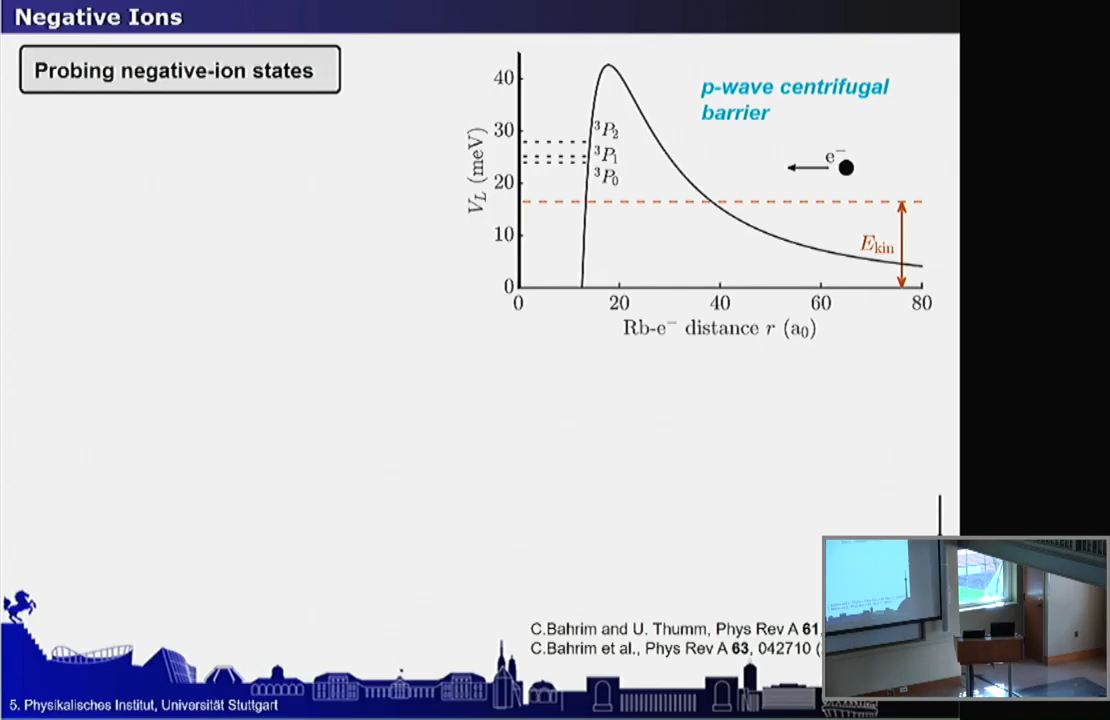 Negative Ions
Probing negative-ion states
p-wave centrifugal
barrier
V_L (meV)
40
30
20
10
0
³P₂
³P₁
³P₀
e⁻
E_kin
0 20 40 60 80
Rb-e⁻ distance r (a₀)
C.Bahrim and U. Thumm, Phys Rev A 61
C.Bahrim et al., Phys Rev A 63, 042710 (
5. Physikalisches Institut, Universität Stuttgart